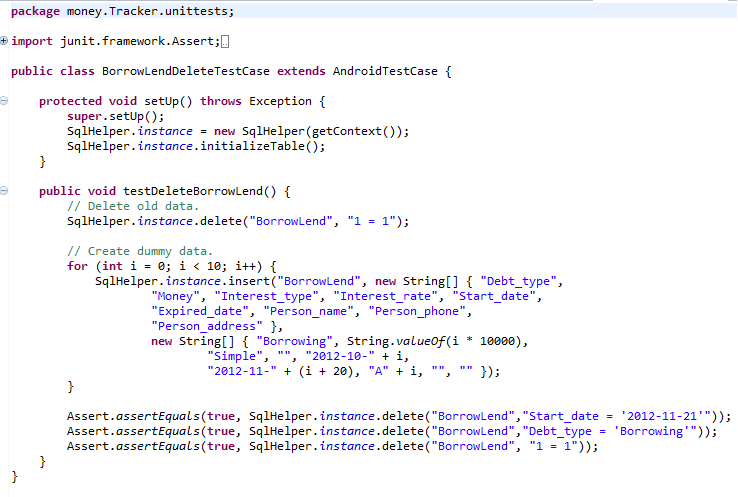 package money.Tracker.unittests;
import junit.framework.Assert;
public class BorrowLendDeleteTestCase extends AndroidTestCase {
protected void setUp() throws Exception {
super.setUp();
SqlHelper.instance = new SqlHelper(getContext());
SqlHelper.instance.initializeTable();
}
public void testDeleteBorrowLend() {
// Delete old data.
SqlHelper.instance.delete("BorrowLend", "1 = 1");
// Create dummy data.
for (int i = 0; i < 10; i++) {
SqlHelper.instance.insert("BorrowLend", new String[] { "Debt_type",
"Money", "Interest_type", "Interest_rate", "Start_date",
"Expired_date", "Person_name", "Person_phone",
"Person_address" },
new String[] { "Borrowing", String.valueOf(i * 10000),
"Simple", "", "2012-10-" + i,
"2012-11-" + (i + 20), "A" + i, "", "" });
}
Assert.assertEquals(true, SqlHelper.instance.delete("BorrowLend","Start_date = '2012-11-21'"));
Assert.assertEquals(true, SqlHelper.instance.delete("BorrowLend","Debt_type = 'Borrowing'"));
Assert.assertEquals(true, SqlHelper.instance.delete("BorrowLend", "1 = 1"));
}
}